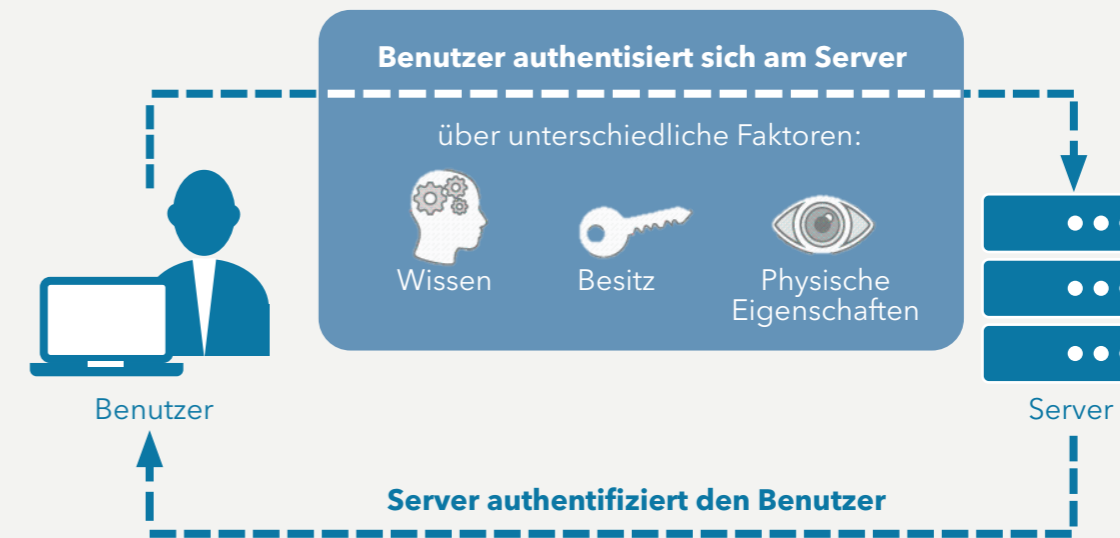 Benutzer authentisiert sich am Server
über unterschiedliche Faktoren:
Wissen
Besitz
Physische
Eigenschaften
Benutzer
Server
Server authentifiziert den Benutzer